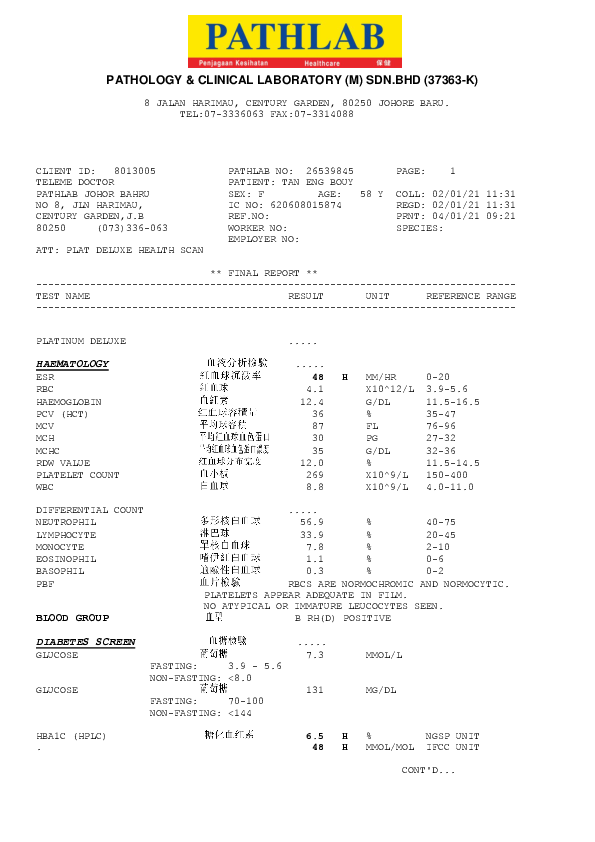 PATHLAB
Penjagaan Kesihatan Healthcare 保健
PATHOLOGY & CLINICAL LABORATORY (M) SDN.BHD (37363-K)
8 JALAN HARIMAU, CENTURY GARDEN, 80250 JOHORE BARU.
TEL:07-3336063 FAX:07-3314088
CLIENT ID: 8013005 PATHLAB NO: 26539845 PAGE: 1
TELEME DOCTOR PATIENT: TAN ENG BOUY
PATHLAB JOHOR BAHRU SEX: F AGE: 58 Y COLL: 02/01/21 11:31
NO 8, JLN HARIMAU, IC NO: 620608015874 REGD: 02/01/21 11:31
CENTURY GARDEN,J.B REF.NO: PRNT: 04/01/21 09:21
80250 (073)336-063 WORKER NO: SPECIES:
EMPLOYER NO:
ATT: PLAT DELUXE HEALTH SCAN
** FINAL REPORT **
TEST NAME RESULT UNIT REFERENCE RANGE
PLATINUM DELUXE .....
HAEMATOLOGY 血液分析檢驗 .....
ESR 紅血球沉澱率 48 H MM/HR 0-20
RBC 紅血球 4.1 X10^12/L 3.9-5.6
HAEMOGLOBIN 血紅素 12.4 G/DL 11.5-16.5
PCV (HCT) 紅血球容積量 36 % 35-47
MCV 平均球容積 87 FL 76-96
MCH 平均紅血球血色蛋白 30 PG 27-32
MCHC 平均紅血球血色蛋白濃度 35 G/DL 32-36
RDW VALUE 紅血球分布寬度 12.0 % 11.5-14.5
PLATELET COUNT 血小板 269 X10^9/L 150-400
WBC 白血球 8.8 X10^9/L 4.0-11.0
DIFFERENTIAL COUNT .....
NEUTROPHIL 多形核白血球 56.9 % 40-75
LYMPHOCYTE 淋巴球 33.9 % 20-45
MONOCYTE 單核白血球 7.8 % 2-10
EOSINOPHIL 嗜伊紅白血球 1.1 % 0-6
BASOPHIL 適鹼性白血球 0.3 % 0-2
PBF 血片檢驗 RBCS ARE NORMOCHROMIC AND NORMOCYTIC.
PLATELETS APPEAR ADEQUATE IN FILM.
NO ATYPICAL OR IMMATURE LEUCOCYTES SEEN.
BLOOD GROUP 血型 B RH(D) POSITIVE
DIABETES SCREEN 血糖檢驗 .....
GLUCOSE 葡萄糖 7.3 MMOL/L
FASTING: 3.9 - 5.6
NON-FASTING: <8.0
GLUCOSE 葡萄糖 131 MG/DL
FASTING: 70-100
NON-FASTING: <144
HBA1C (HPLC) 糖化血紅素 6.5 H % NGSP UNIT
. 48 H MMOL/MOL IFCC UNIT
CONT'D...